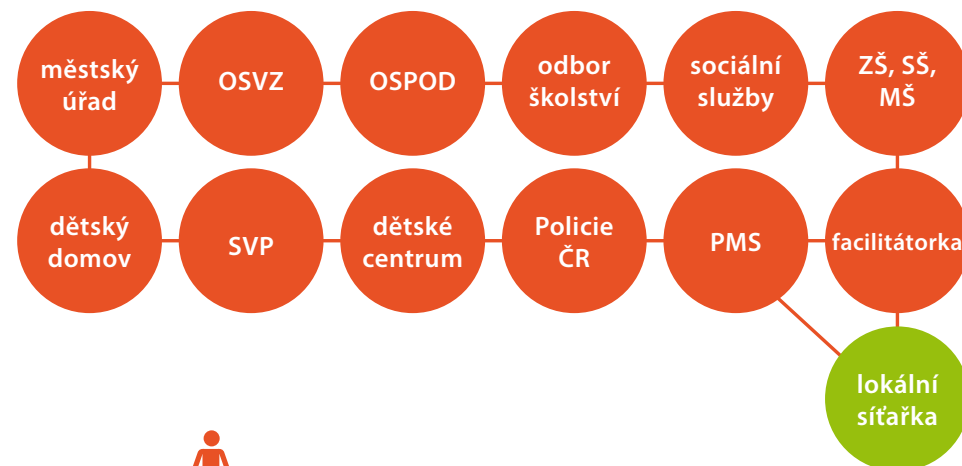 městský
úřad
OSVZ
OSPOD
odbor
školství
sociální
služby
ZŠ, SŠ,
MŠ
dětský
domov
SVP
dětské
centrum
Policie
ČR
PMS
facilitátorka
lokální
síťařka